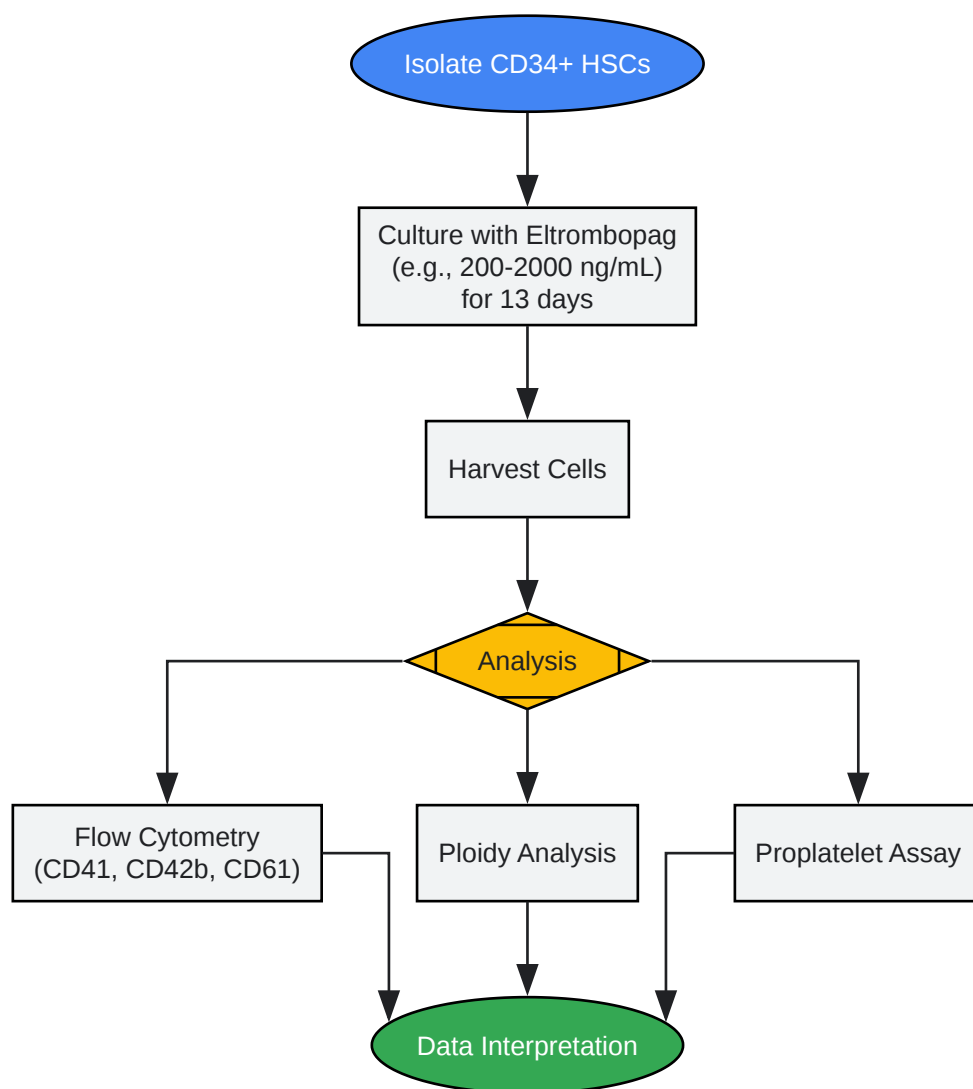 Isolate CD34+ HSCs
Culture with Eltrombopag
(e.g., 200-2000 ng/mL)
for 13 days
Harvest Cells
Analysis
Flow Cytometry
(CD41, CD42b, CD61)
Ploidy Analysis
Proplatelet Assay
Data Interpretation